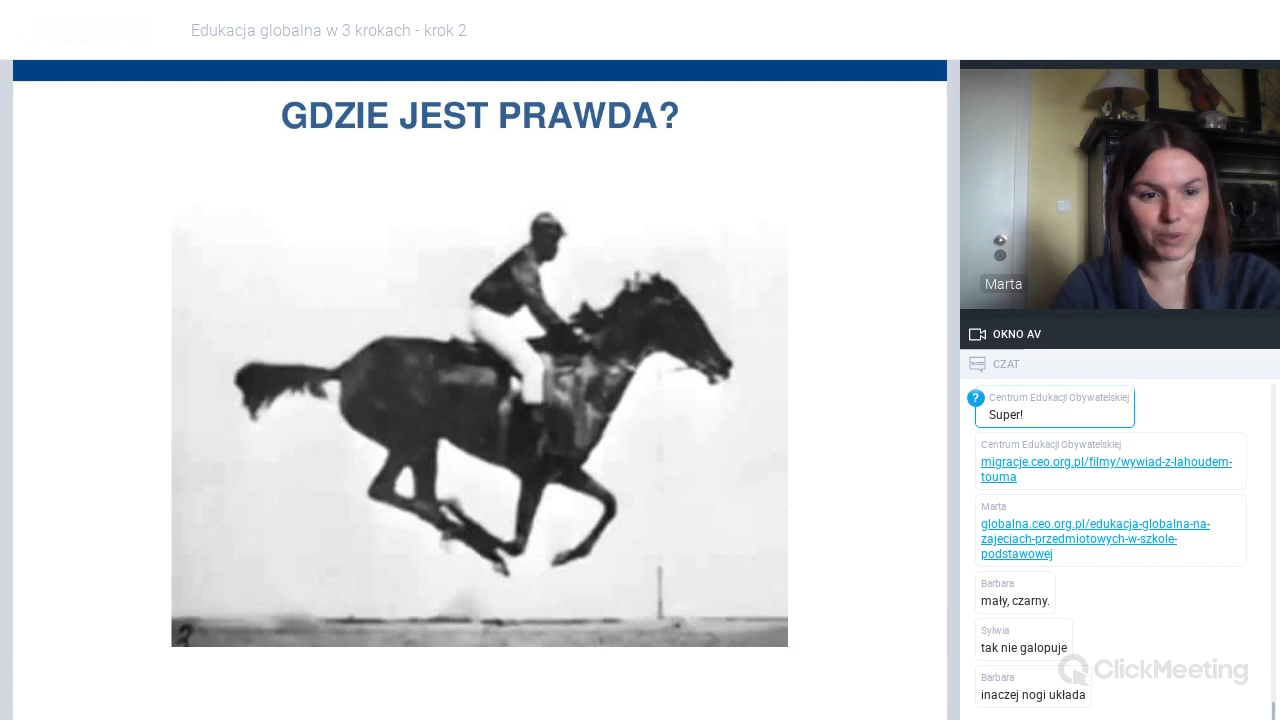 Edukacja globalna w 3 krokach - krok 2
GDZIE JEST PRAWDA?
Marta
OKNO AV
CZAT
?
Centrum Edukacji Obywatelskiej
Super!
Centrum Edukacji Obywatelskiej
migracje.ceo.org.pl/filmy/wywiad-z-lahoudem-
touma
Marta
globalna.ceo.org.pl/edukacja-globalna-na-
zajeciach-przedmiotowych-w-szkole-
podstawowej
Barbara
mały, czarny.
Sylwia
tak nie galopuje
Barbara
inaczej nogi układa
ClickMeeting